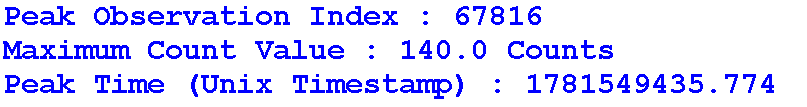 Peak Observation Index : 67816
Maximum Count Value : 140.0 Counts
Peak Time (Unix Timestamp) : 1781549435.774